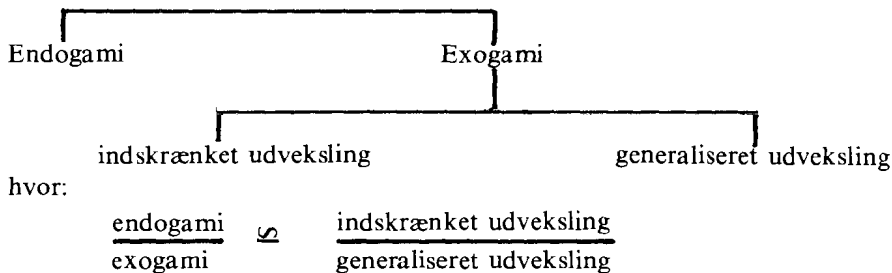 Endogami Exogami
indskrænket udveksling generaliseret udveksling
hvor:
endogami indskrænket udveksling
exogami generaliseret udveksling